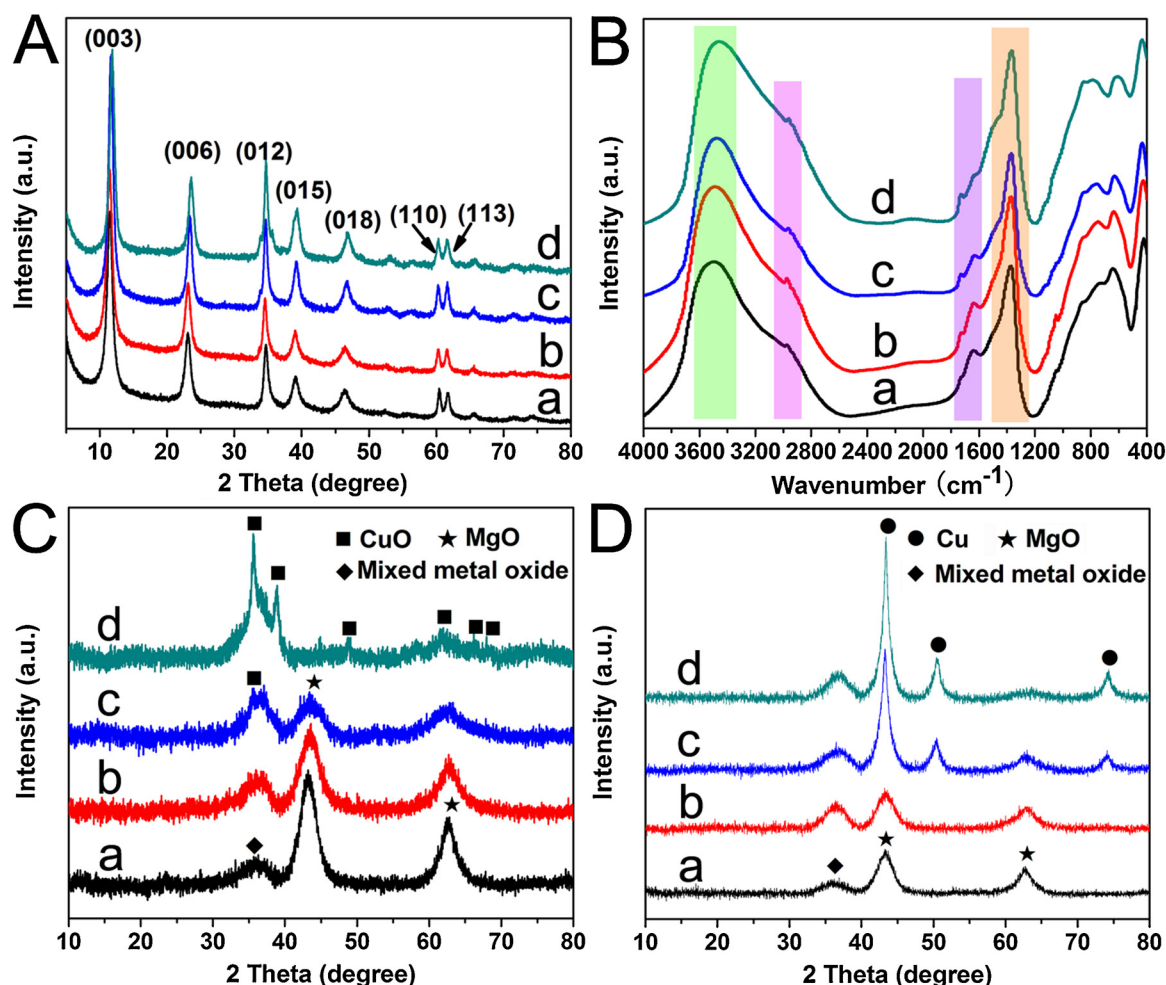 A
(003)
(006)
(012)
(015)
(018)
(110)
(113)
d
c
b
a
Intensity (a.u.)
10 20 30 40 50 60 70 80
2 Theta (degree)
B
d
c
b
a
Intensity (a.u.)
4000 3600 3200 2800 2400 2000 1600 1200 800 400
Wavenumber (cm-1)
C
■ CuO ★ MgO
◆ Mixed metal oxide
d
c
b
a
Intensity (a.u.)
10 20 30 40 50 60 70 80
2 Theta (degree)
D
● Cu ★ MgO
◆ Mixed metal oxide
d
c
b
a
Intensity (a.u.)
10 20 30 40 50 60 70 80
2 Theta (degree)